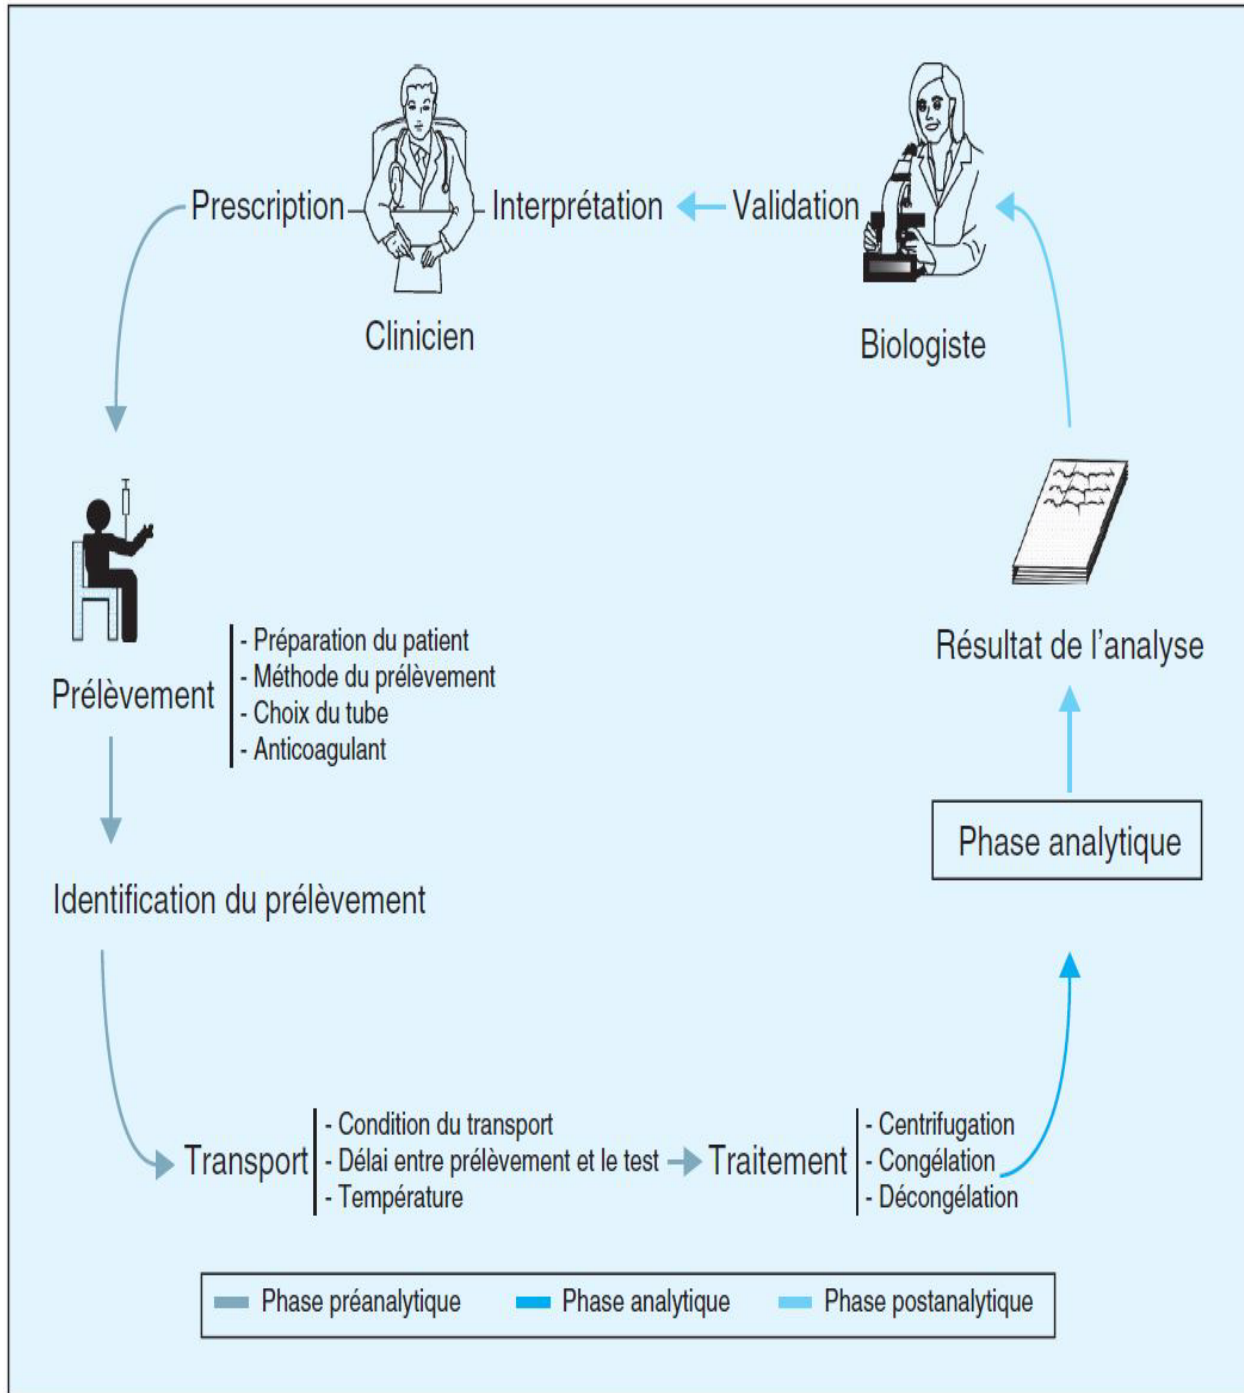 Prescription
Interprétation
Validation
Clinicien
Biologiste
Prélèvement
- Préparation du patient
- Méthode du prélèvement
- Choix du tube
- Anticoagulant
Résultat de l'analyse
Phase analytique
Identification du prélèvement
Transport
- Condition du transport
- Délai entre prélèvement et le test
- Température
Traitement
- Centrifugation
- Congélation
- Décongélation
Phase préanalytique
Phase analytique
Phase postanalytique